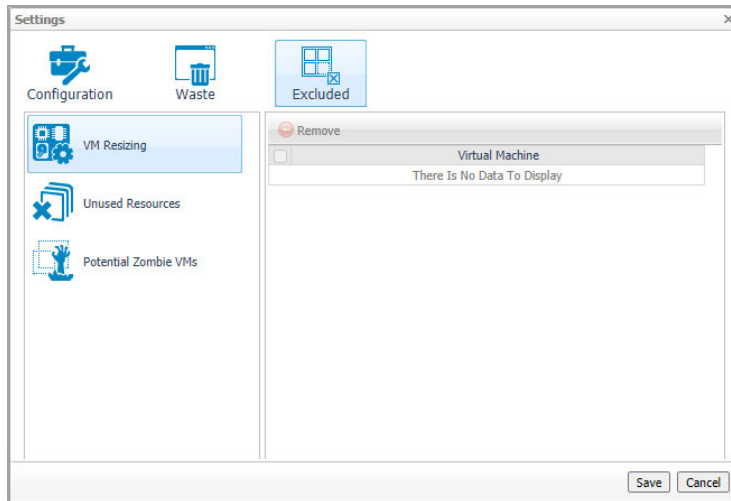 Settings
Configuration
Waste
Excluded
VM Resizing
Unused Resources
Potential Zombie VMs
Remove
Virtual Machine
There Is No Data To Display
Save
Cancel